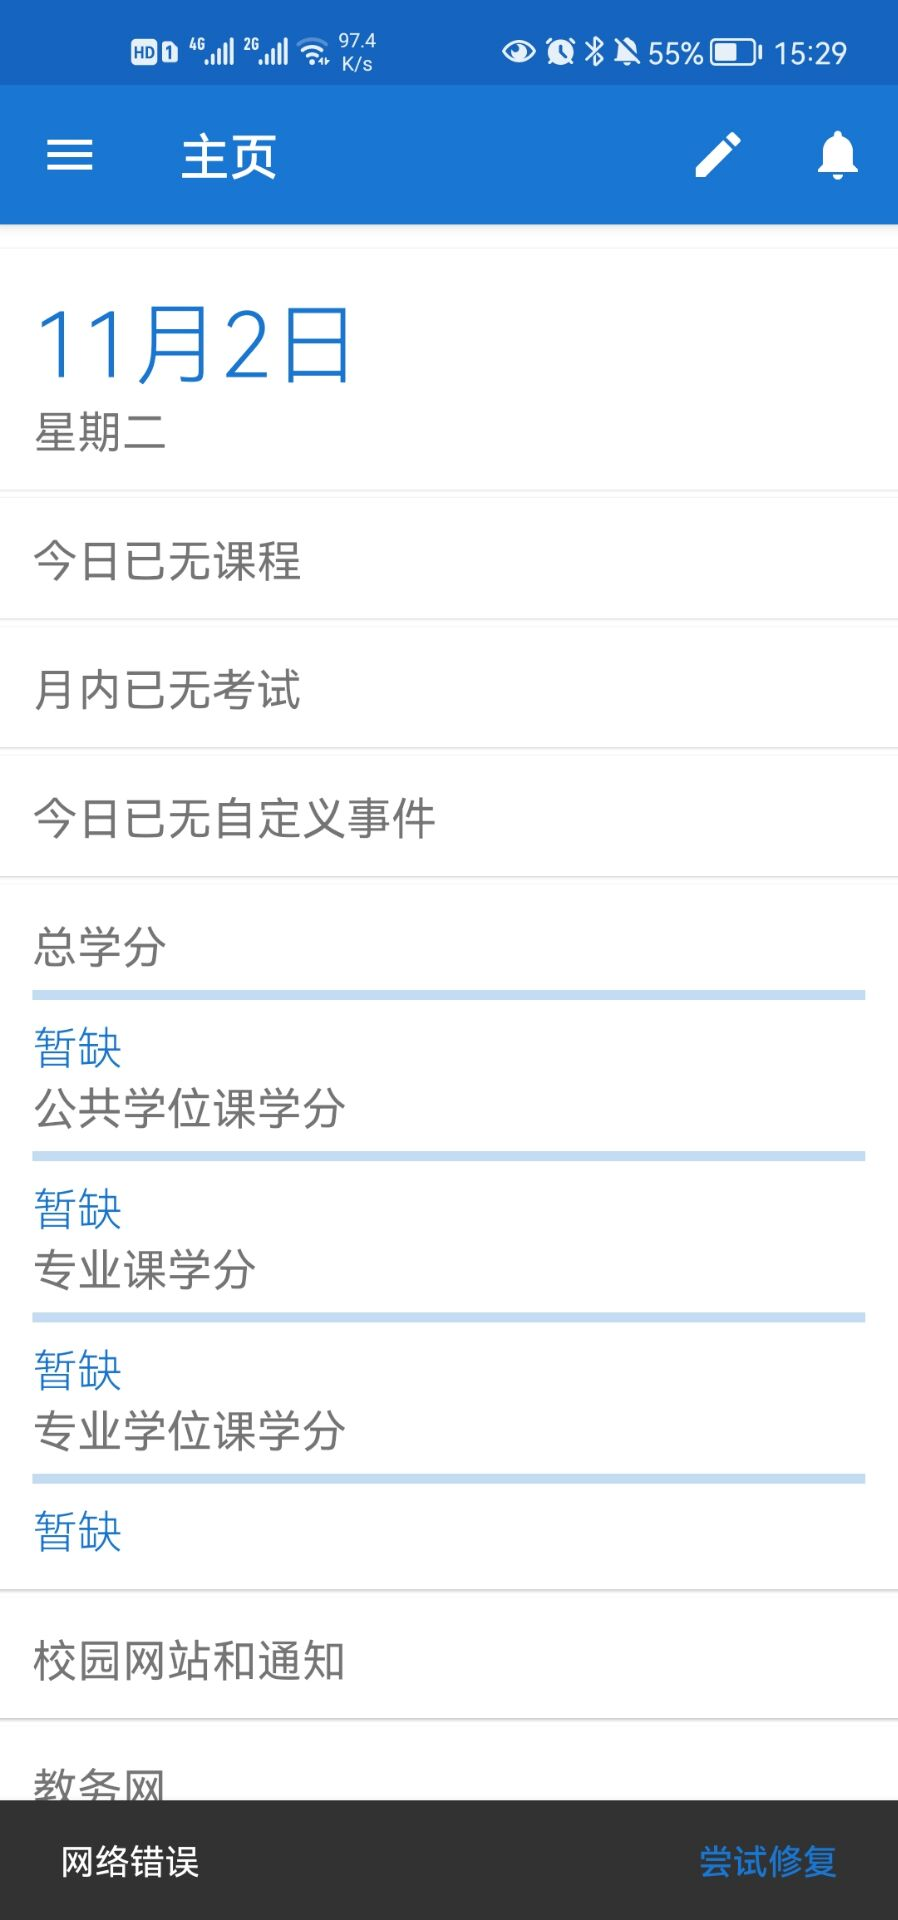 HD 1 4G 2G 97.4 K/s 55% 15:29
主页
11月2日
星期二
今日已无课程
月内已无考试
今日已无自定义事件
总学分
暂缺
公共学位课学分
暂缺
专业课学分
暂缺
专业学位课学分
暂缺
校园网站和通知
教务网
网络错误 尝试修复